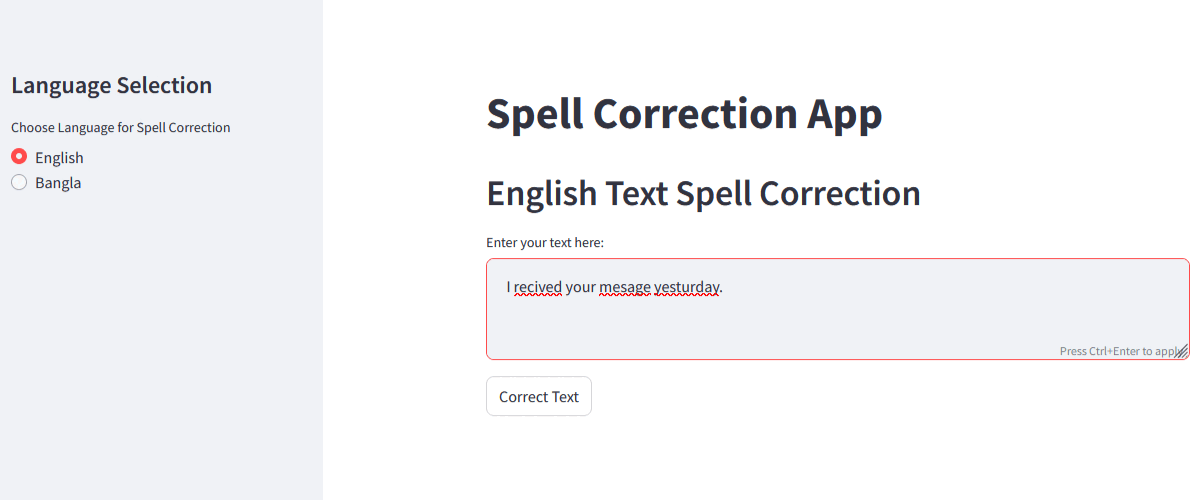 Language Selection
Choose Language for Spell Correction
English
Bangla
Spell Correction App
English Text Spell Correction
Enter your text here:
I recived your mesage yesturday.
Press Ctrl+Enter to apply
Correct Text